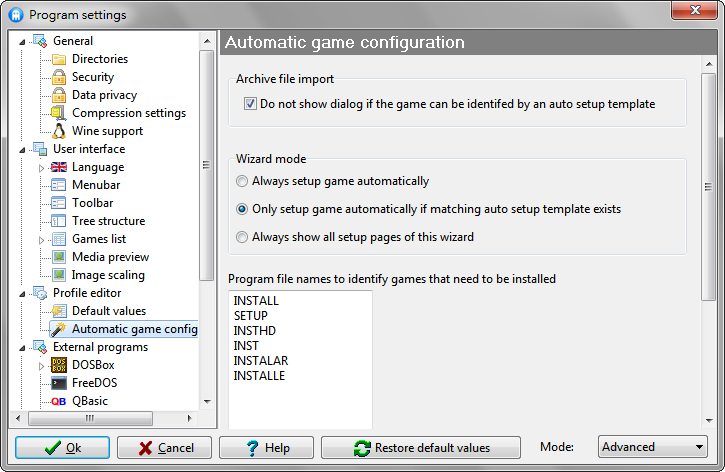 Program settings
General
Directories
Security
Data privacy
Compression settings
Wine support
User interface
Language
Menubar
Toolbar
Tree structure
Games list
Media preview
Image scaling
Profile editor
Default values
Automatic game config
External programs
DOS BOX DOSBox
FreeDOS
QB QBasic
Automatic game configuration
Archive file import
Do not show dialog if the game can be identifed by an auto setup template
Wizard mode
Always setup game automatically
Only setup game automatically if matching auto setup template exists
Always show all setup pages of this wizard
Program file names to identify games that need to be installed
INSTALL
SETUP
INSTHD
INST
INSTALAR
INSTALLE
Ok
Cancel
? Help
Restore default values
Mode:
Advanced